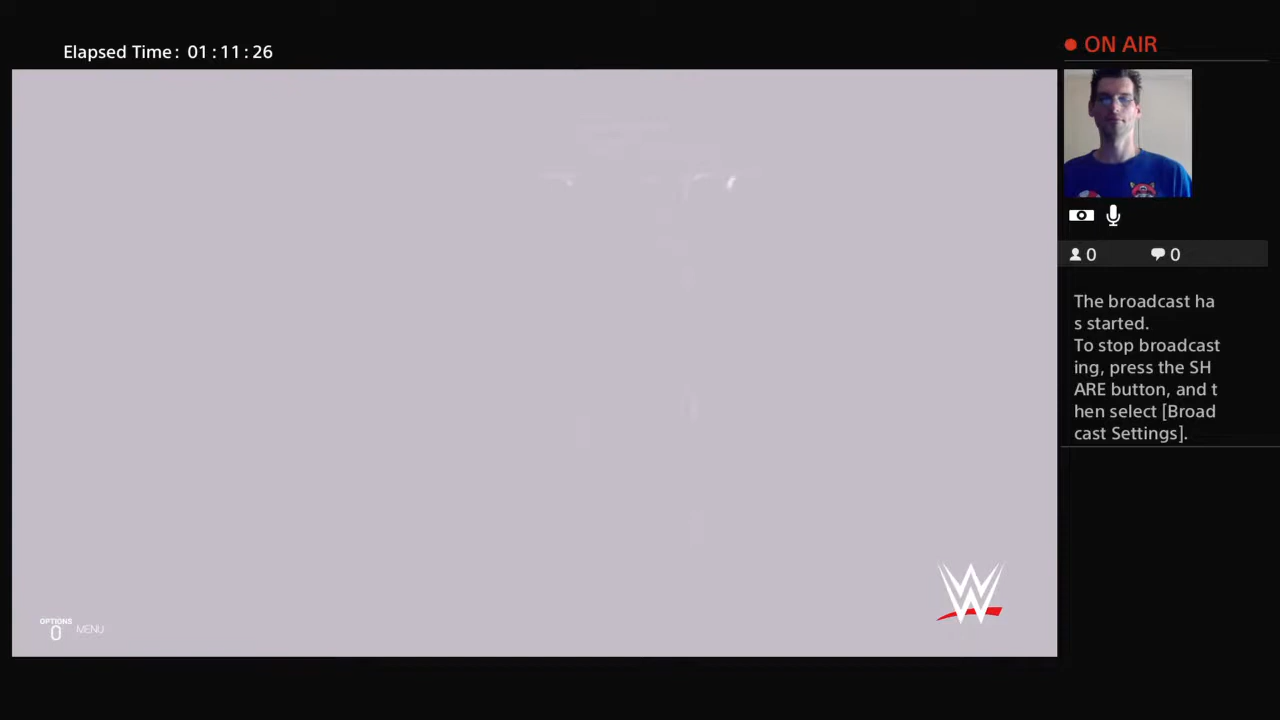 Elapsed Time: 01:11:26
ON AIR
0 0
The broadcast ha
s started.
To stop broadcast
ing, press the SH
ARE button, and t
hen select [Broad
cast Settings].
W
OPTIONS
MENU